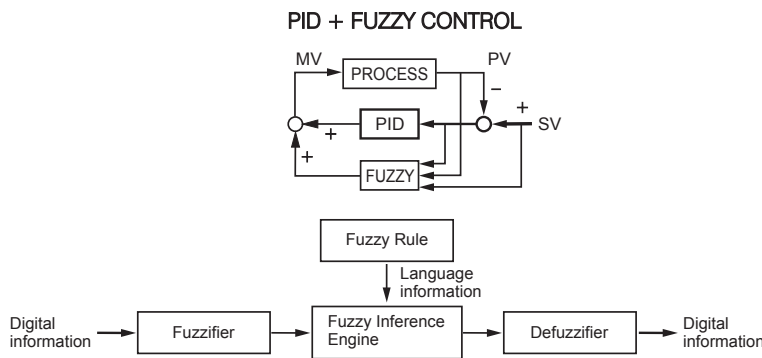 PID + FUZZY CONTROL
MV
PV
PROCESS
−
+
PID
+
SV
+
FUZZY
Fuzzy Rule
Language
information
Digital
information
Fuzzifier
Fuzzy Inference
Engine
Defuzzifier
Digital
information